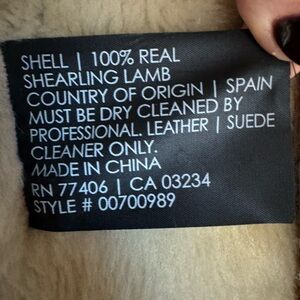 SHELL | 100% REAL
SHEARLING LAMB
COUNTRY OF ORIGIN | SPAIN
MUST BE DRY CLEANED BY
PROFESSIONAL. LEATHER | SUEDE
CLEANER ONLY.
MADE IN CHINA
RN 77406 | CA 03234
STYLE # 00700989